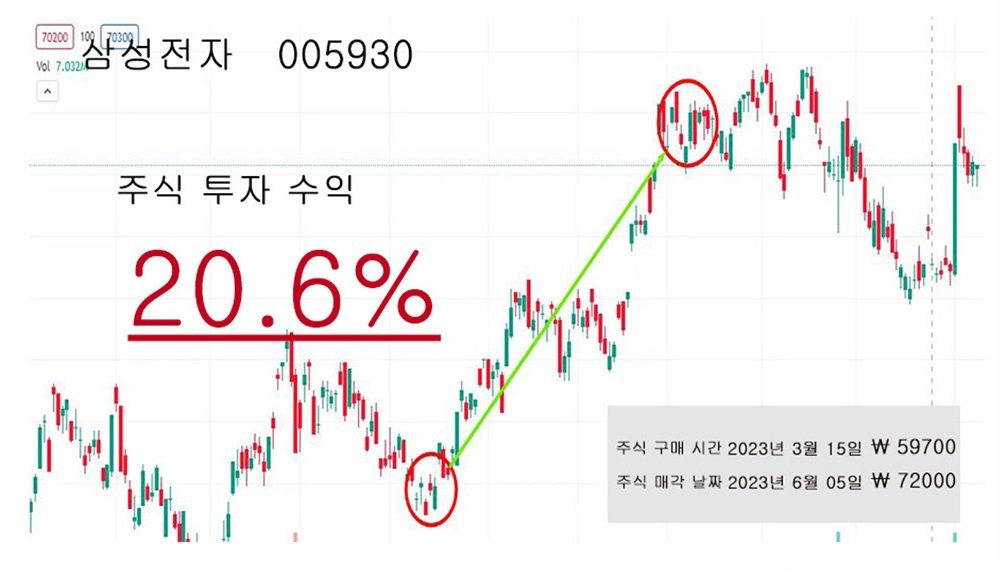 70200 100 70300
삼성전자 005930
Vol 7.032M
주식 투자 수익
20.6%
주식 구매 시간 2023년 3월 15일 ₩ 59700
주식 매각 날짜 2023년 6월 05일 ₩ 72000